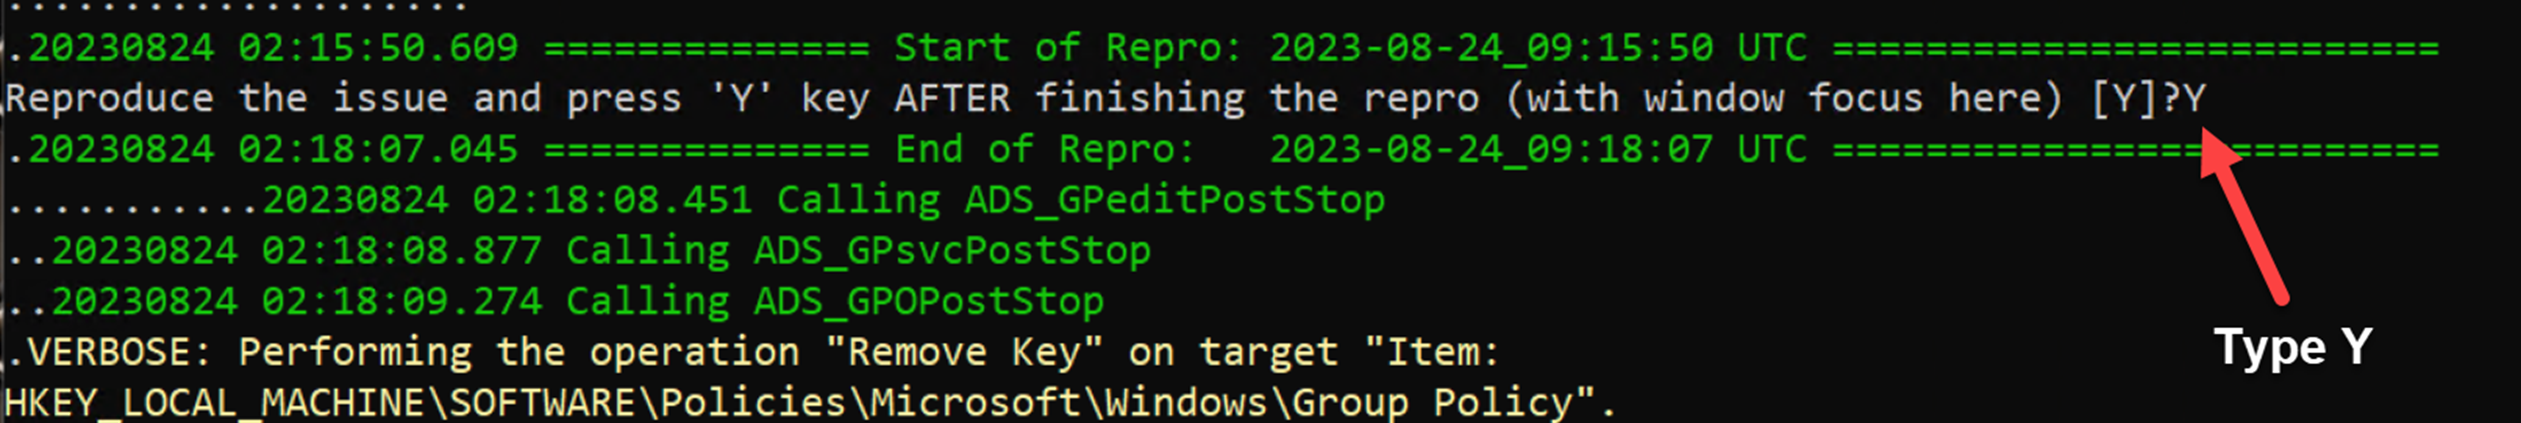 ....................
.20230824 02:15:50.609 ============== Start of Repro: 2023-08-24_09:15:50 UTC ==========================
Reproduce the issue and press 'Y' key AFTER finishing the repro (with window focus here) [Y]?Y
.20230824 02:18:07.045 ============== End of Repro:   2023-08-24_09:18:07 UTC ==========================
...........20230824 02:18:08.451 Calling ADS_GPeditPostStop
..20230824 02:18:08.877 Calling ADS_GPsvcPostStop
..20230824 02:18:09.274 Calling ADS_GPOPostStop
.VERBOSE: Performing the operation "Remove Key" on target "Item:
HKEY_LOCAL_MACHINE\SOFTWARE\Policies\Microsoft\Windows\Group Policy".
Type Y